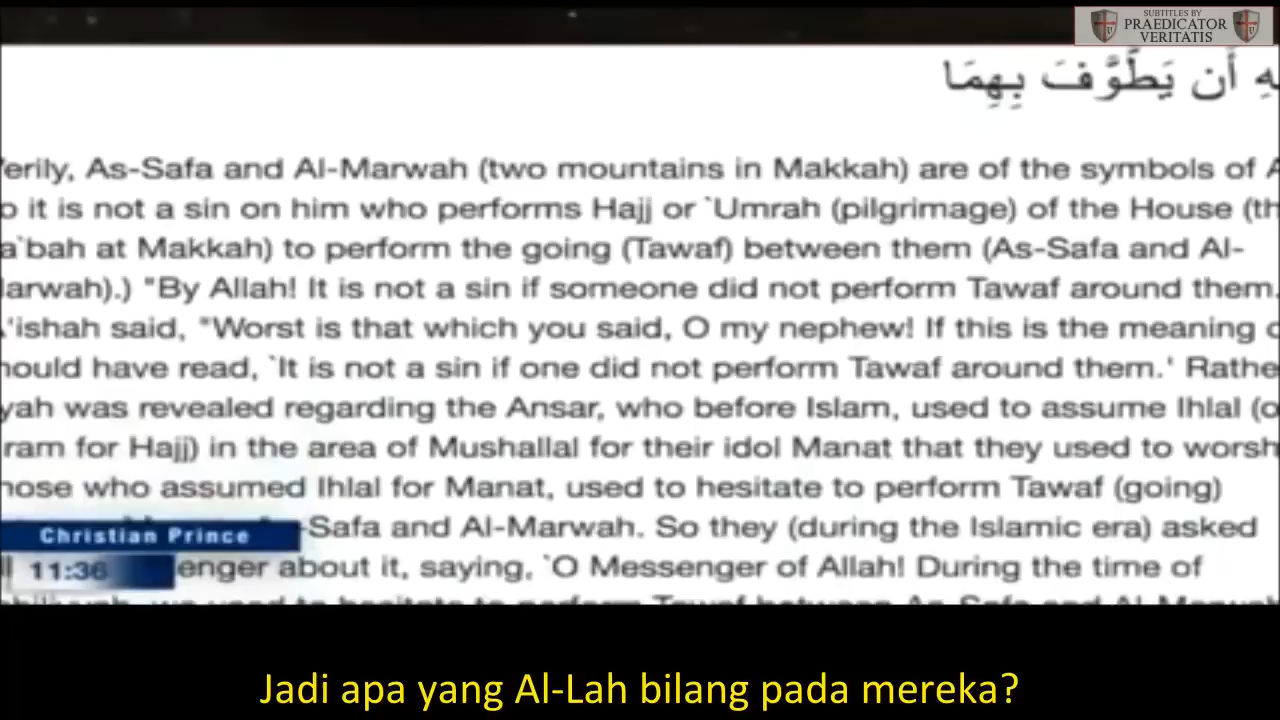 SUBTITLES BY
PRAEDICATOR
VERITATIS
أَن يَطَّوَّفَ بِهِمَا
erily, As-Safa and Al-Marwah (two mountains in Makkah) are of the symbols of A
o it is not a sin on him who performs Hajj or `Umrah (pilgrimage) of the House (th
a`bah at Makkah) to perform the going (Tawaf) between them (As-Safa and Al-
arwah).) "By Allah! It is not a sin if someone did not perform Tawaf around them.
'ishah said, "Worst is that which you said, O my nephew! If this is the meaning o
hould have read, `It is not a sin if one did not perform Tawaf around them.' Rathe
yah was revealed regarding the Ansar, who before Islam, used to assume Ihlal (o
ram for Hajj) in the area of Mushallal for their idol Manat that they used to worsh
hose who assumed Ihlal for Manat, used to hesitate to perform Tawaf (going)
-Safa and Al-Marwah. So they (during the Islamic era) asked
enger about it, saying, `O Messenger of Allah! During the time of
Christian Prince
11:36
Jadi apa yang Al-Lah bilang pada mereka?